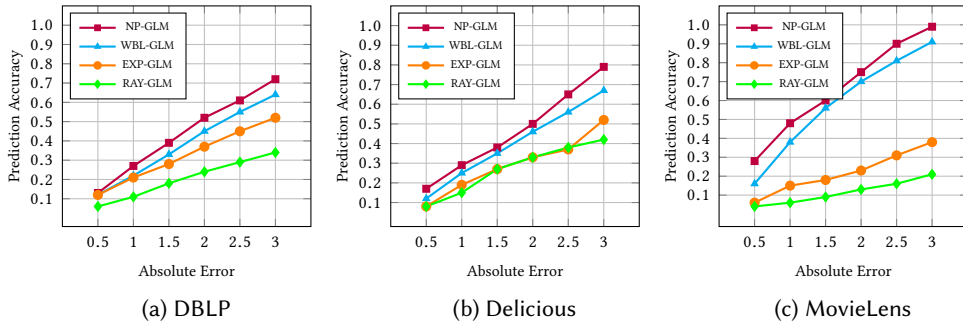 1.0
0.9
0.8
0.7
0.6
0.5
0.4
0.3
0.2
0.1
Prediction Accuracy
NP-GLM
WBL-GLM
EXP-GLM
RAY-GLM
0.5 1 1.5 2 2.5 3
Absolute Error
(a) DBLP
1.0
0.9
0.8
0.7
0.6
0.5
0.4
0.3
0.2
0.1
Prediction Accuracy
NP-GLM
WBL-GLM
EXP-GLM
RAY-GLM
0.5 1 1.5 2 2.5 3
Absolute Error
(b) Delicious
1.0
0.9
0.8
0.7
0.6
0.5
0.4
0.3
0.2
0.1
Prediction Accuracy
NP-GLM
WBL-GLM
EXP-GLM
RAY-GLM
0.5 1 1.5 2 2.5 3
Absolute Error
(c) MovieLens